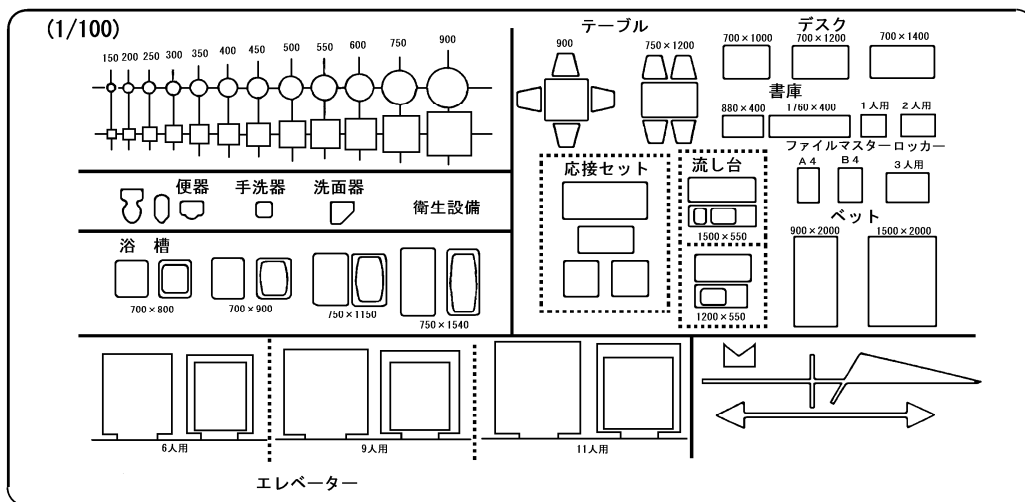 (1/100)
150 200 250 300 350 400 450 500 550 600 750 900
便器 手洗器 洗面器
衛生設備
浴 槽
700×800 700×900 750×1150 750×1540
テーブル
900 750×1200
デスク
700×1000 700×1200 700×1400
書庫
880×400 1760×400 1人用 2人用
ファイルマスター ロッカー
A4 B4 3人用
応接セット
流し台
1500×550
1200×550
ベット
900×2000 1500×2000
6人用 9人用 11人用
エレベーター